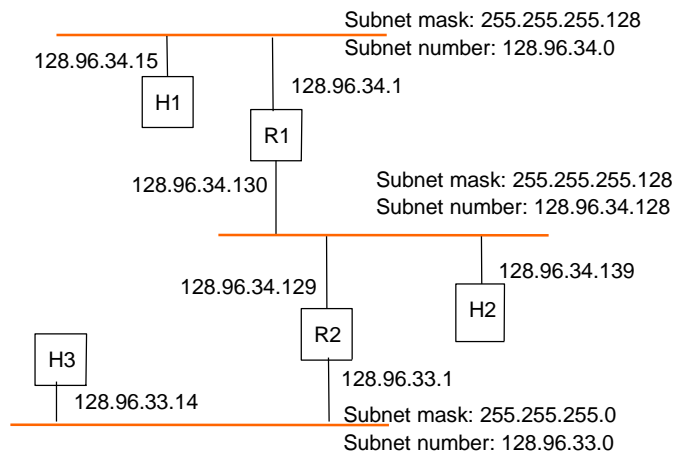 Subnet mask: 255.255.255.128
Subnet number: 128.96.34.0
128.96.34.15
128.96.34.1
H1
R1
128.96.34.130
Subnet mask: 255.255.255.128
Subnet number: 128.96.34.128
128.96.34.139
128.96.34.129
H2
R2
H3
128.96.33.1
128.96.33.14
Subnet mask: 255.255.255.0
Subnet number: 128.96.33.0